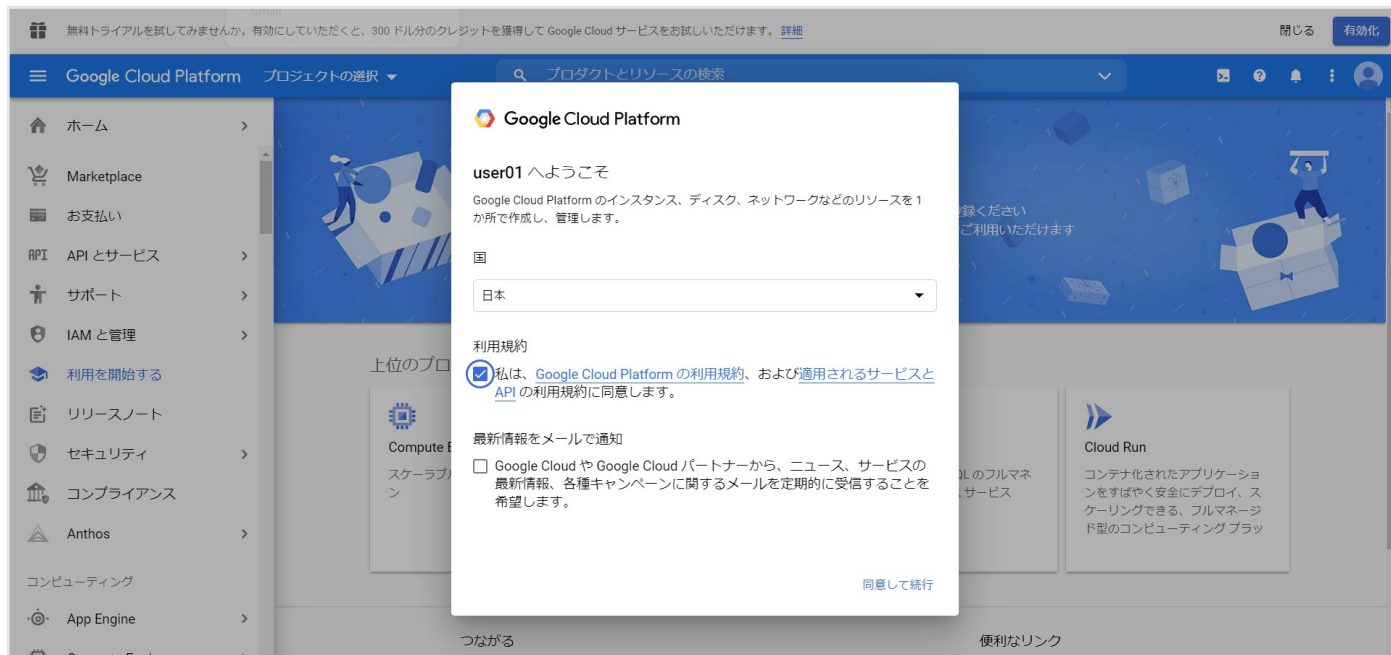 無料トライアルを試してみませんか。有効にしていただくと、300 ドル分のクレジットを獲得して Google Cloud サービスをお試しいただけます。 詳細
閉じる
有効化
Google Cloud Platform
プロジェクトの選択
プロダクトとリソースの検索
ホーム
Marketplace
お支払い
API
API とサービス
サポート
IAM と管理
利用を開始する
リリースノート
セキュリティ
コンプライアンス
Anthos
コンピューティング
App Engine
Google Cloud Platform
user01 へようこそ
Google Cloud Platform のインスタンス、ディスク、ネットワークなどのリソースを 1
か所で作成し、管理します。
国
日本
利用規約
私は、Google Cloud Platform の利用規約、および適用されるサービスと
API の利用規約に同意します。
最新情報をメールで通知
Google Cloud や Google Cloud パートナーから、ニュース、サービスの
最新情報、各種キャンペーンに関するメールを定期的に受信することを
希望します。
同意して続行
ください
ご利用いただけます
上位のプロ
Compute
スケーラブル
ン
のフルマネ
サービス
Cloud Run
コンテナ化されたアプリケーショ
ンをすばやく安全にデプロイ、ス
ケーリングできる、フルマネージ
ド型のコンピューティング プラッ
つながる
便利なリンク